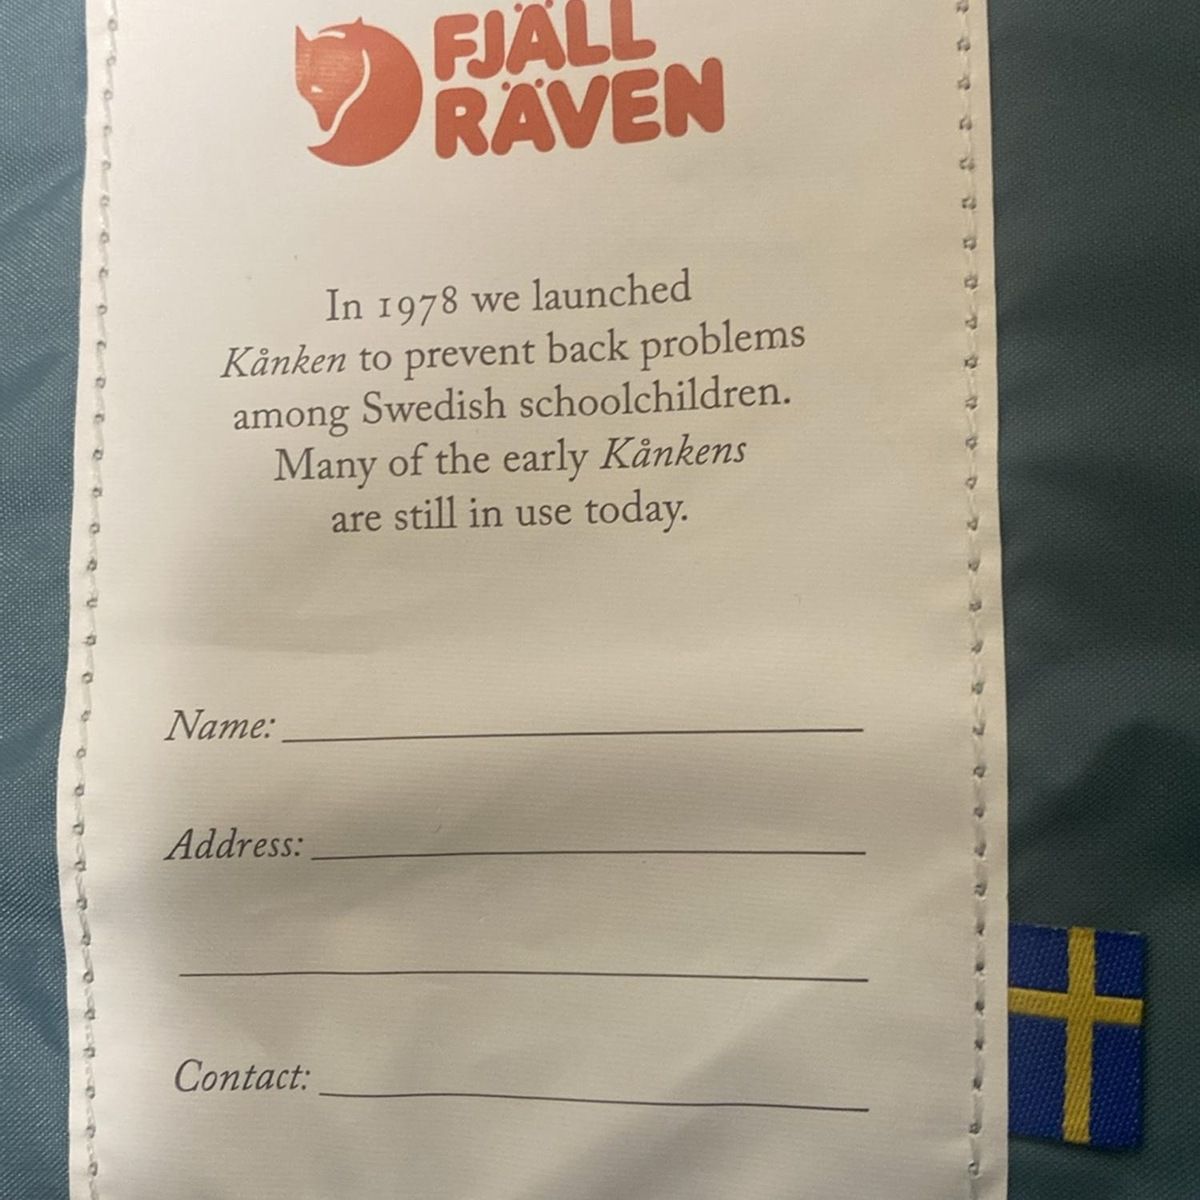 FJÄLL
RÄVEN
In 1978 we launched
Kånken to prevent back problems
among Swedish schoolchildren.
Many of the early Kånkens
are still in use today.
Name:
Address:
Contact: